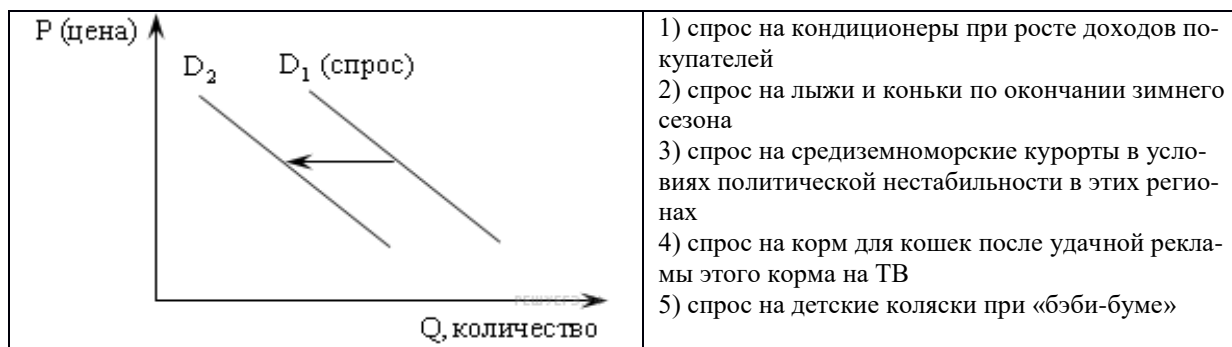 P (цена)
D₂
D₁ (спрос)
Q, количество
РЕШУЕГЭ
1) спрос на кондиционеры при росте доходов по-
купателей
2) спрос на лыжи и коньки по окончании зимнего
сезона
3) спрос на средиземноморские курорты в усло-
виях политической нестабильности в этих регио-
нах
4) спрос на корм для кошек после удачной рекла-
мы этого корма на ТВ
5) спрос на детские коляски при «бэби-буме»